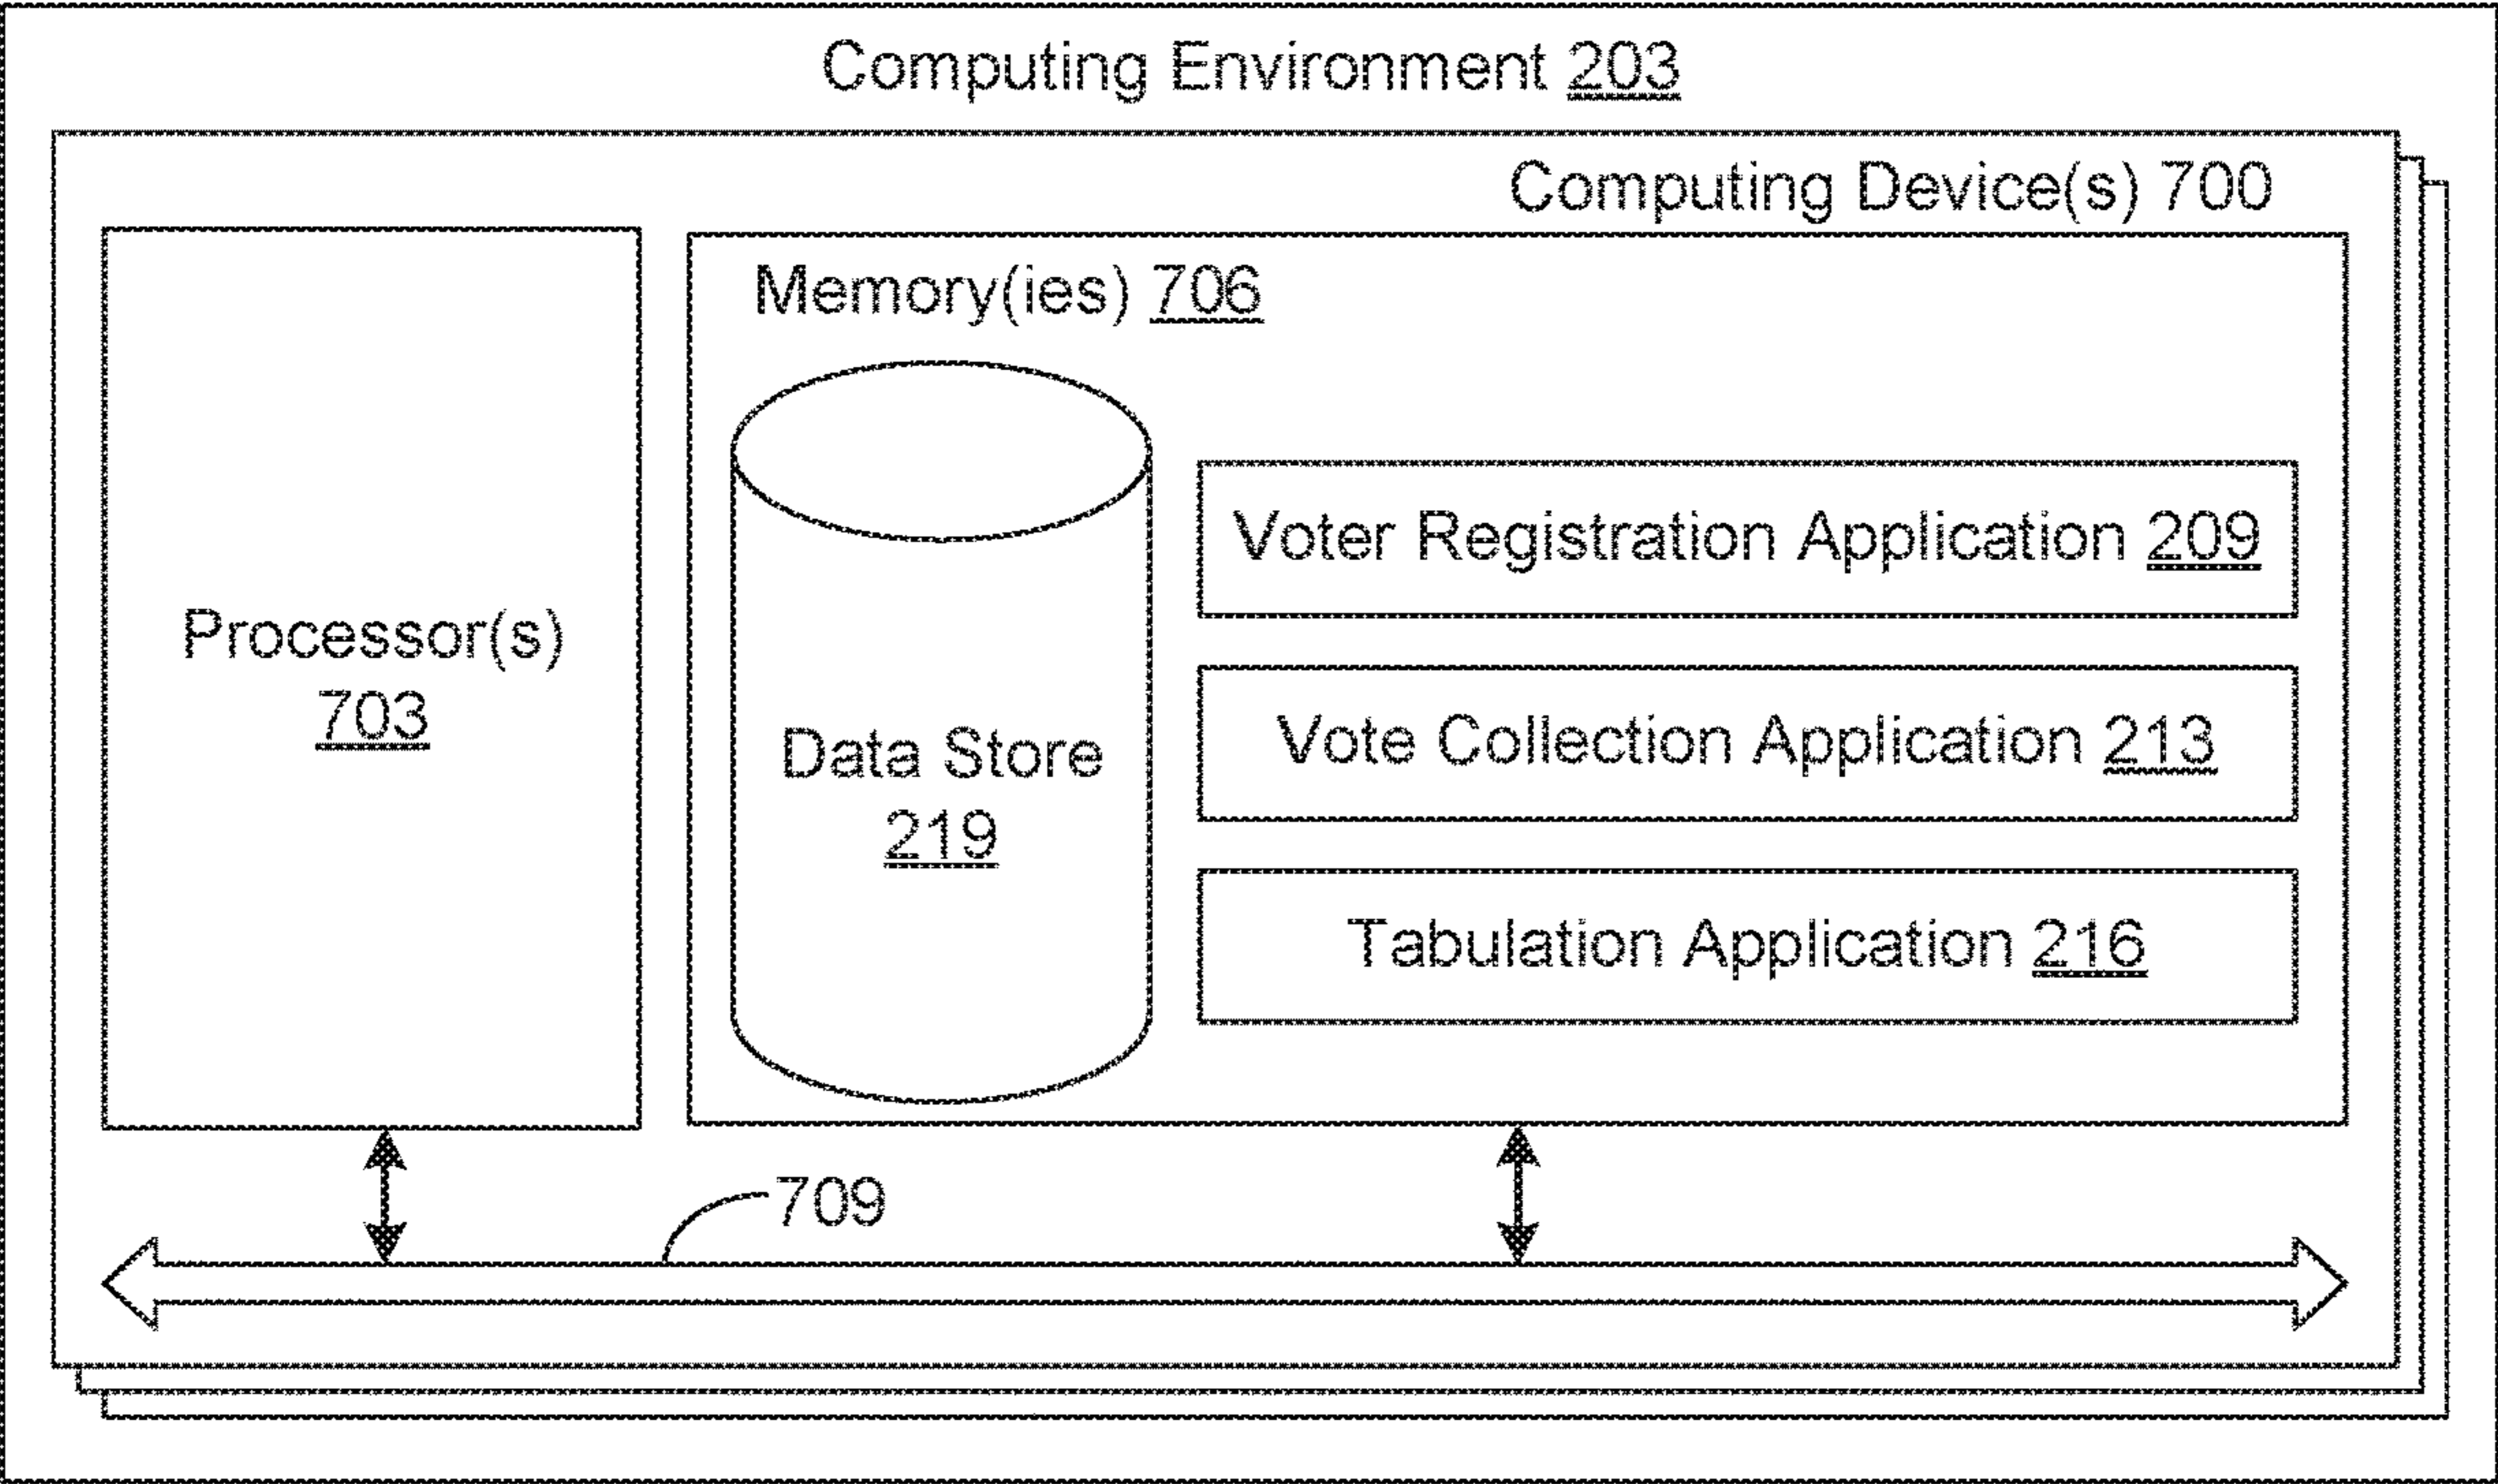 Computing Environment 203
Computing Device(s) 700
Memory(ies) 706
Processor(s)
703
Data Store
219
Voter Registration Application 209
Vote Collection Application 213
Tabulation Application 216
709